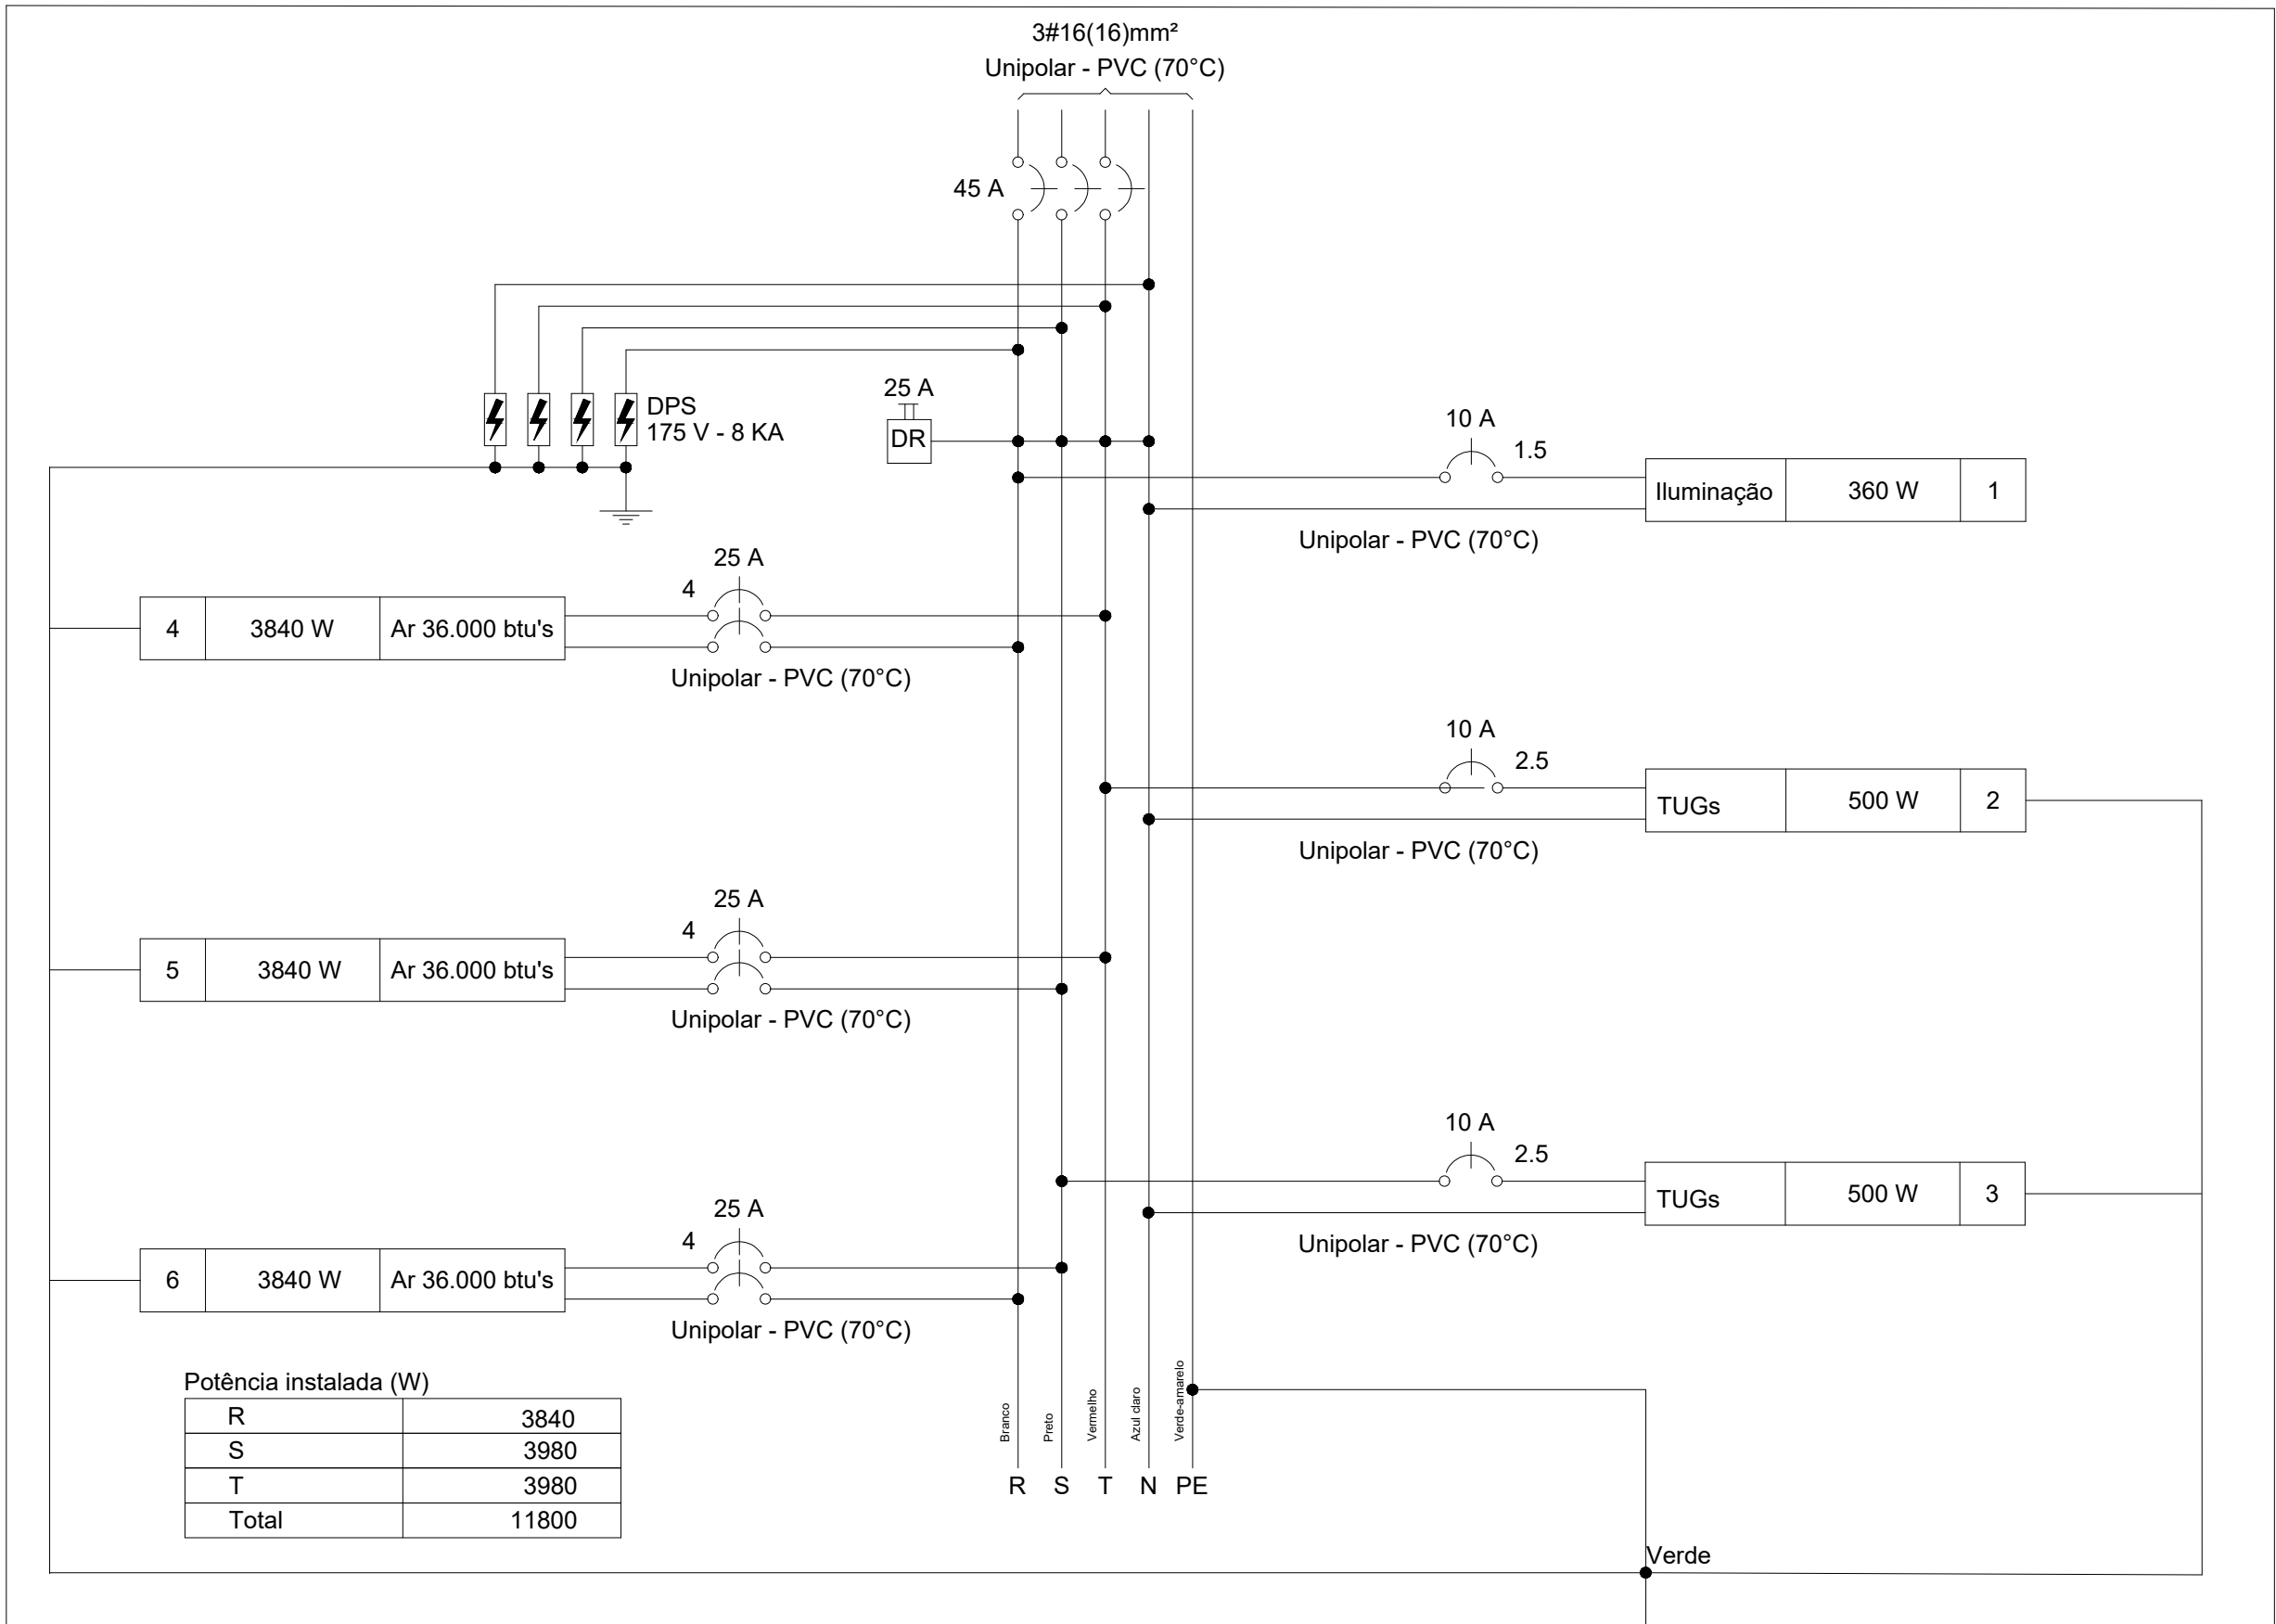 3#16(16)mm²
Unipolar - PVC (70°C)
45 A
DPS
175 V - 8 KA
25 A
DR
10 A
1.5
Iluminação 360 W 1
Unipolar - PVC (70°C)
25 A
4
4 3840 W Ar 36.000 btu's
Unipolar - PVC (70°C)
10 A
2.5
TUGs 500 W 2
Unipolar - PVC (70°C)
25 A
4
5 3840 W Ar 36.000 btu's
Unipolar - PVC (70°C)
10 A
2.5
TUGs 500 W 3
Unipolar - PVC (70°C)
25 A
4
6 3840 W Ar 36.000 btu's
Unipolar - PVC (70°C)
Potência instalada (W)
R 3840
S 3980
T 3980
Total 11800
Branco
Preto
Vermelho
Azul claro
Verde-amarelo
R S T N PE
Verde